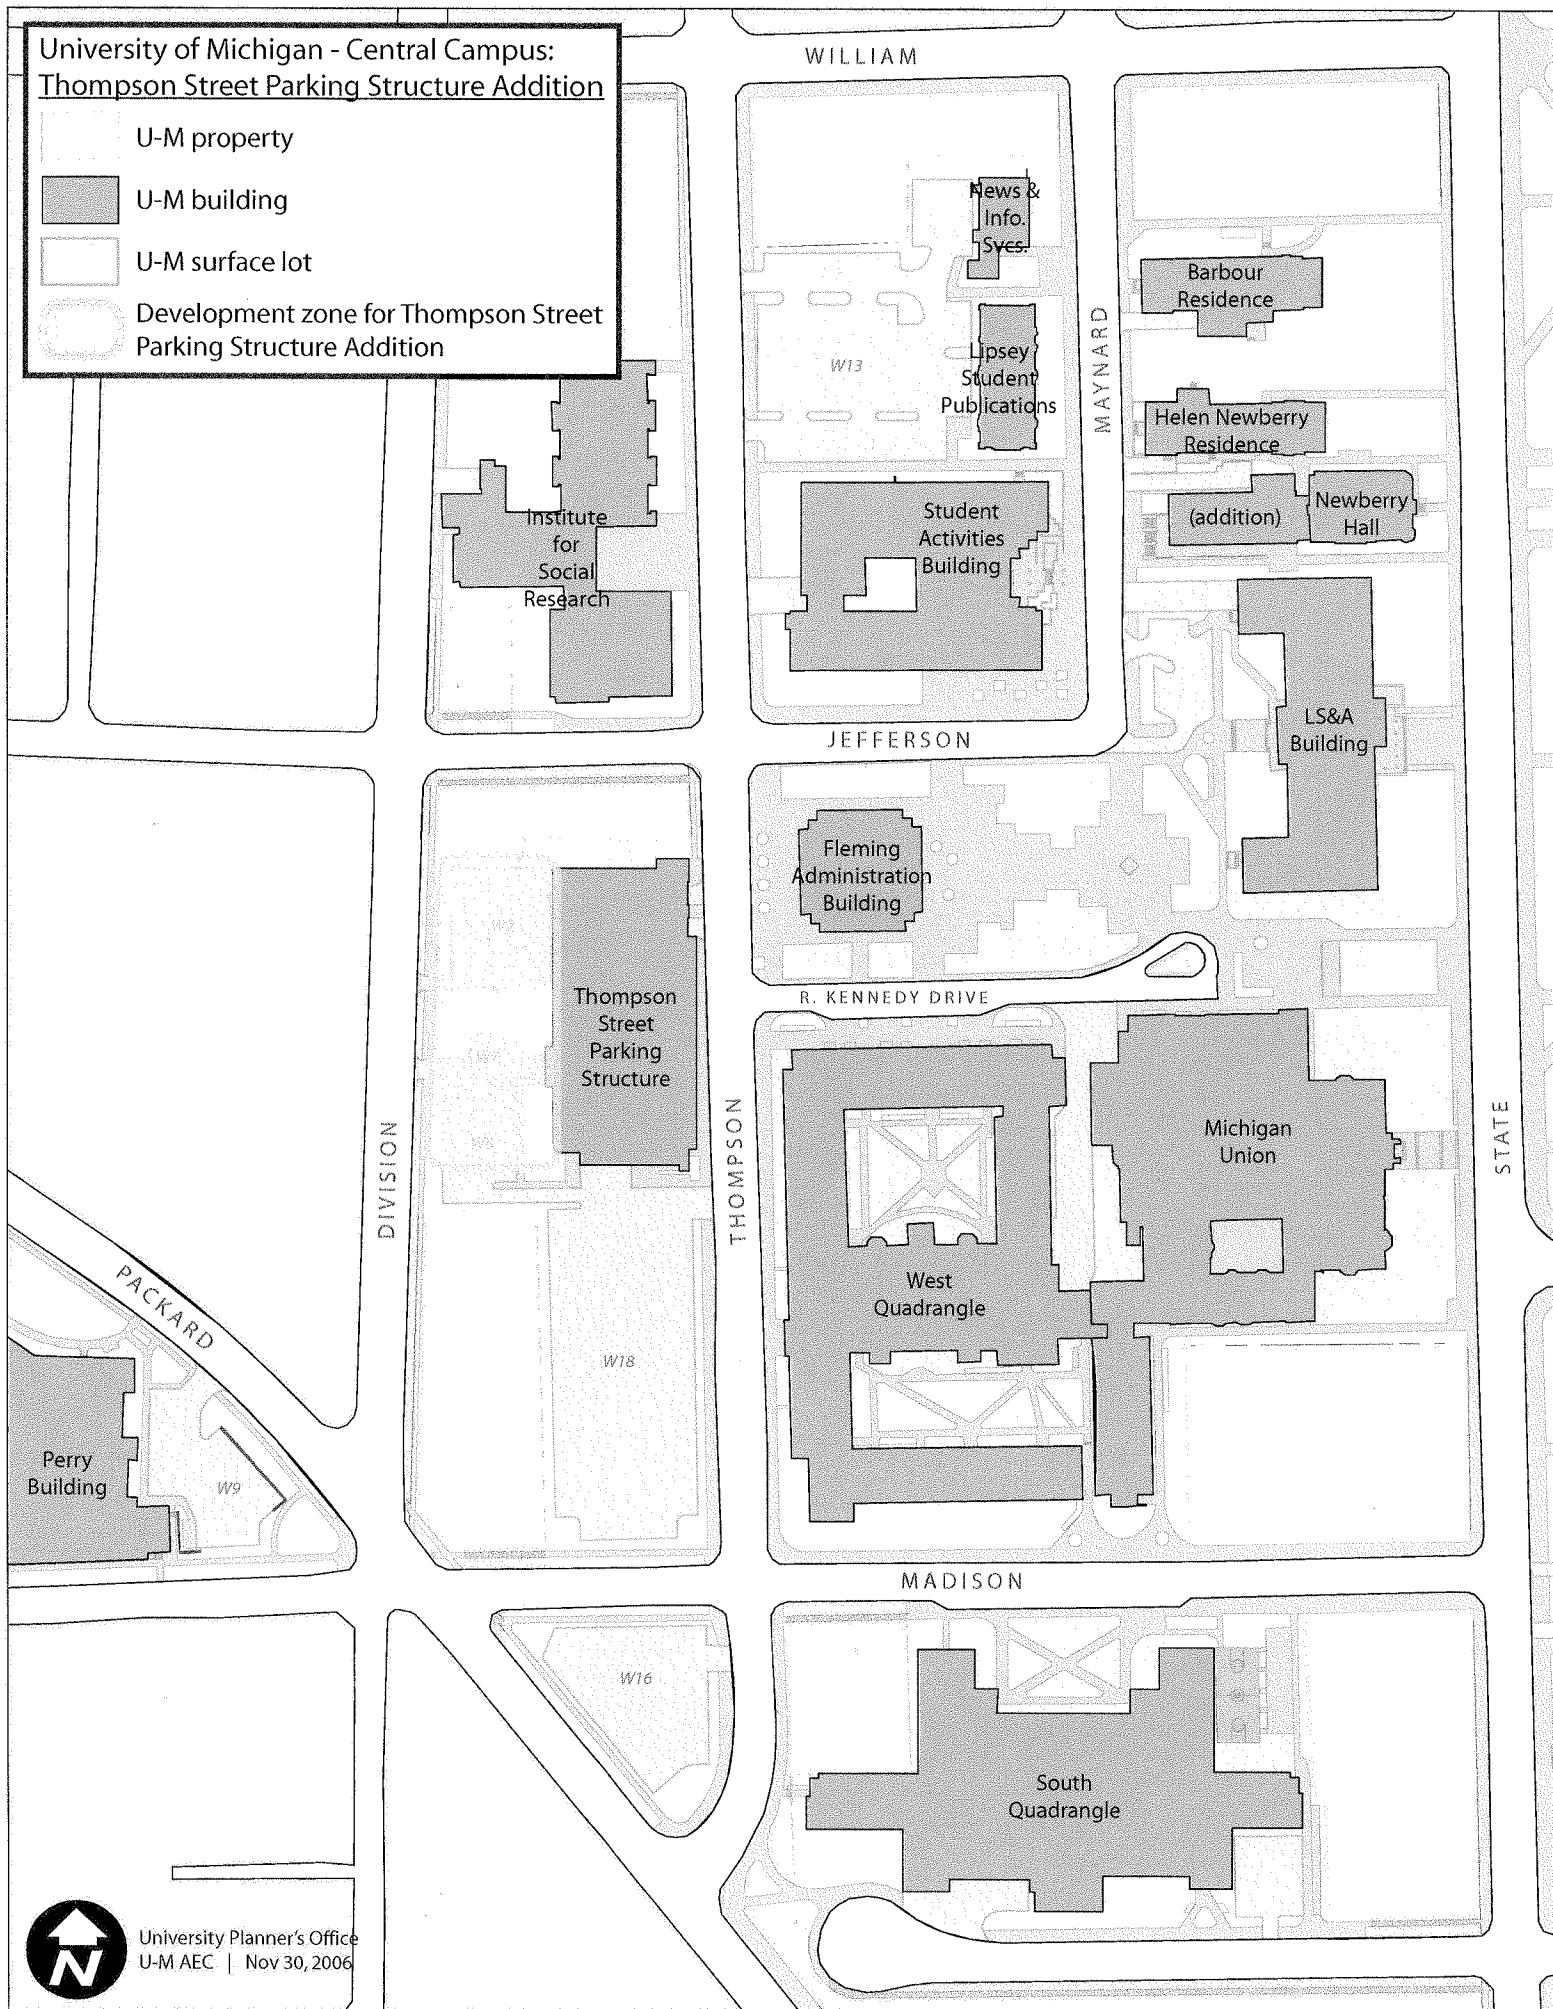 University of Michigan - Central Campus:
Thompson Street Parking Structure Addition
U-M property
U-M building
U-M surface lot
Development zone for Thompson Street
Parking Structure Addition
WILLIAM
News &
Info.
Svcs.
Barbour
Residence
MAYNARD
W13
Lipsey
Student
Publications
Helen Newberry
Residence
Newberry
Hall
(addition)
Student
Activities
Building
Institute
for
Social
Research
LS&A
Building
JEFFERSON
Fleming
Administration
Building
R. KENNEDY DRIVE
Thompson
Street
Parking
Structure
DIVISION
THOMPSON
STATE
Michigan
Union
West
Quadrangle
PACKARD
W18
Perry
Building
W9
MADISON
W16
South
Quadrangle
N
University Planner's Office
U-M AEC | Nov 30, 2006